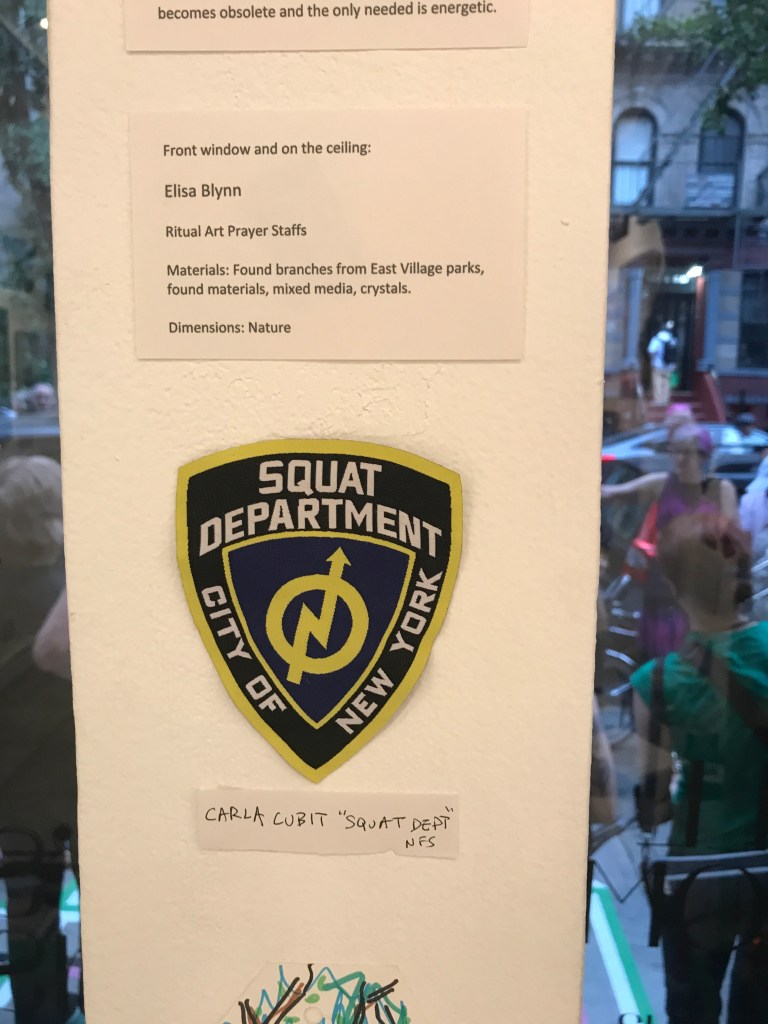 becomes obsolete and the only needed is energetic.
Front window and on the ceiling:
Elisa Blynn
Ritual Art Prayer Staffs
Materials: Found branches from East Village parks,
found materials, mixed media, crystals.
Dimensions: Nature
SQUAT
DEPARTMENT
CITY OF
NEW YORK
CARLA CUBIT "SQUAT DEPT"
NFS